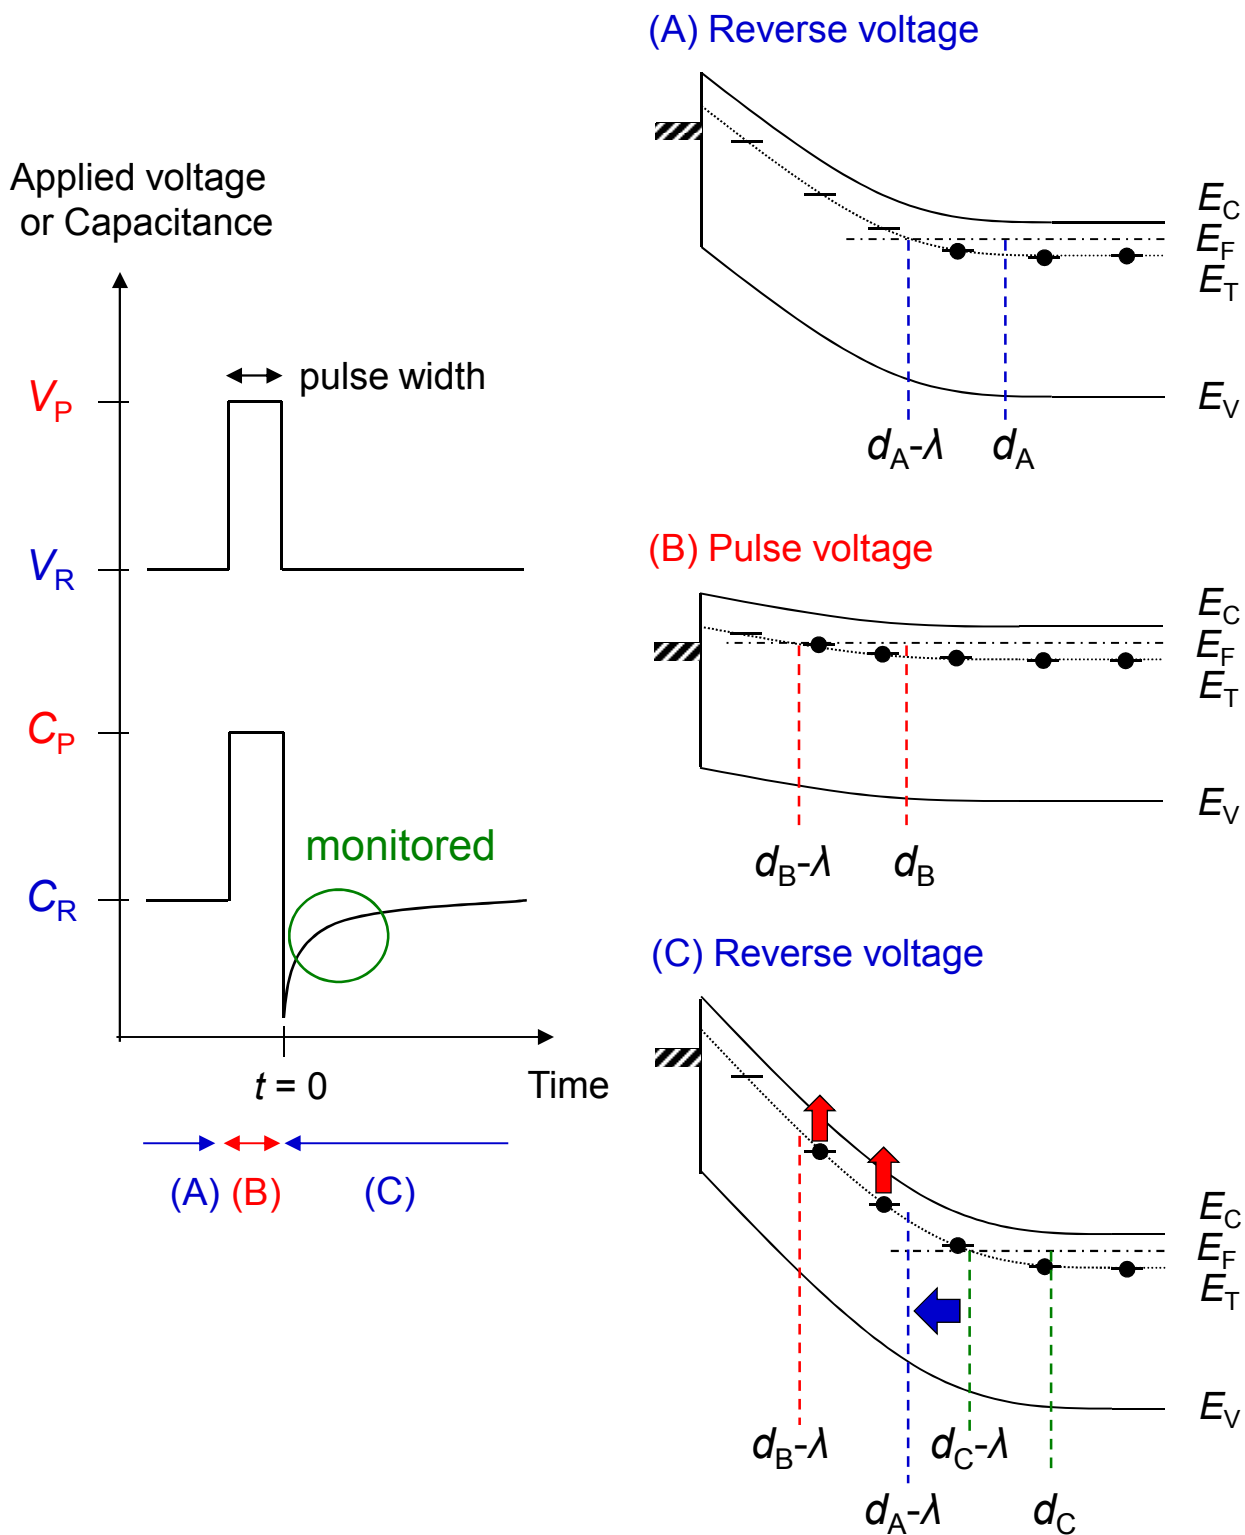 Applied voltage
or Capacitance
V_P
pulse width
V_R
C_P
monitored
C_R
t = 0
Time
(A) (B) (C)
(A) Reverse voltage
E_C
E_F
E_T
E_V
d_A-λ d_A
(B) Pulse voltage
E_C
E_F
E_T
E_V
d_B-λ d_B
(C) Reverse voltage
E_C
E_F
E_T
E_V
d_B-λ d_C-λ
d_A-λ d_C